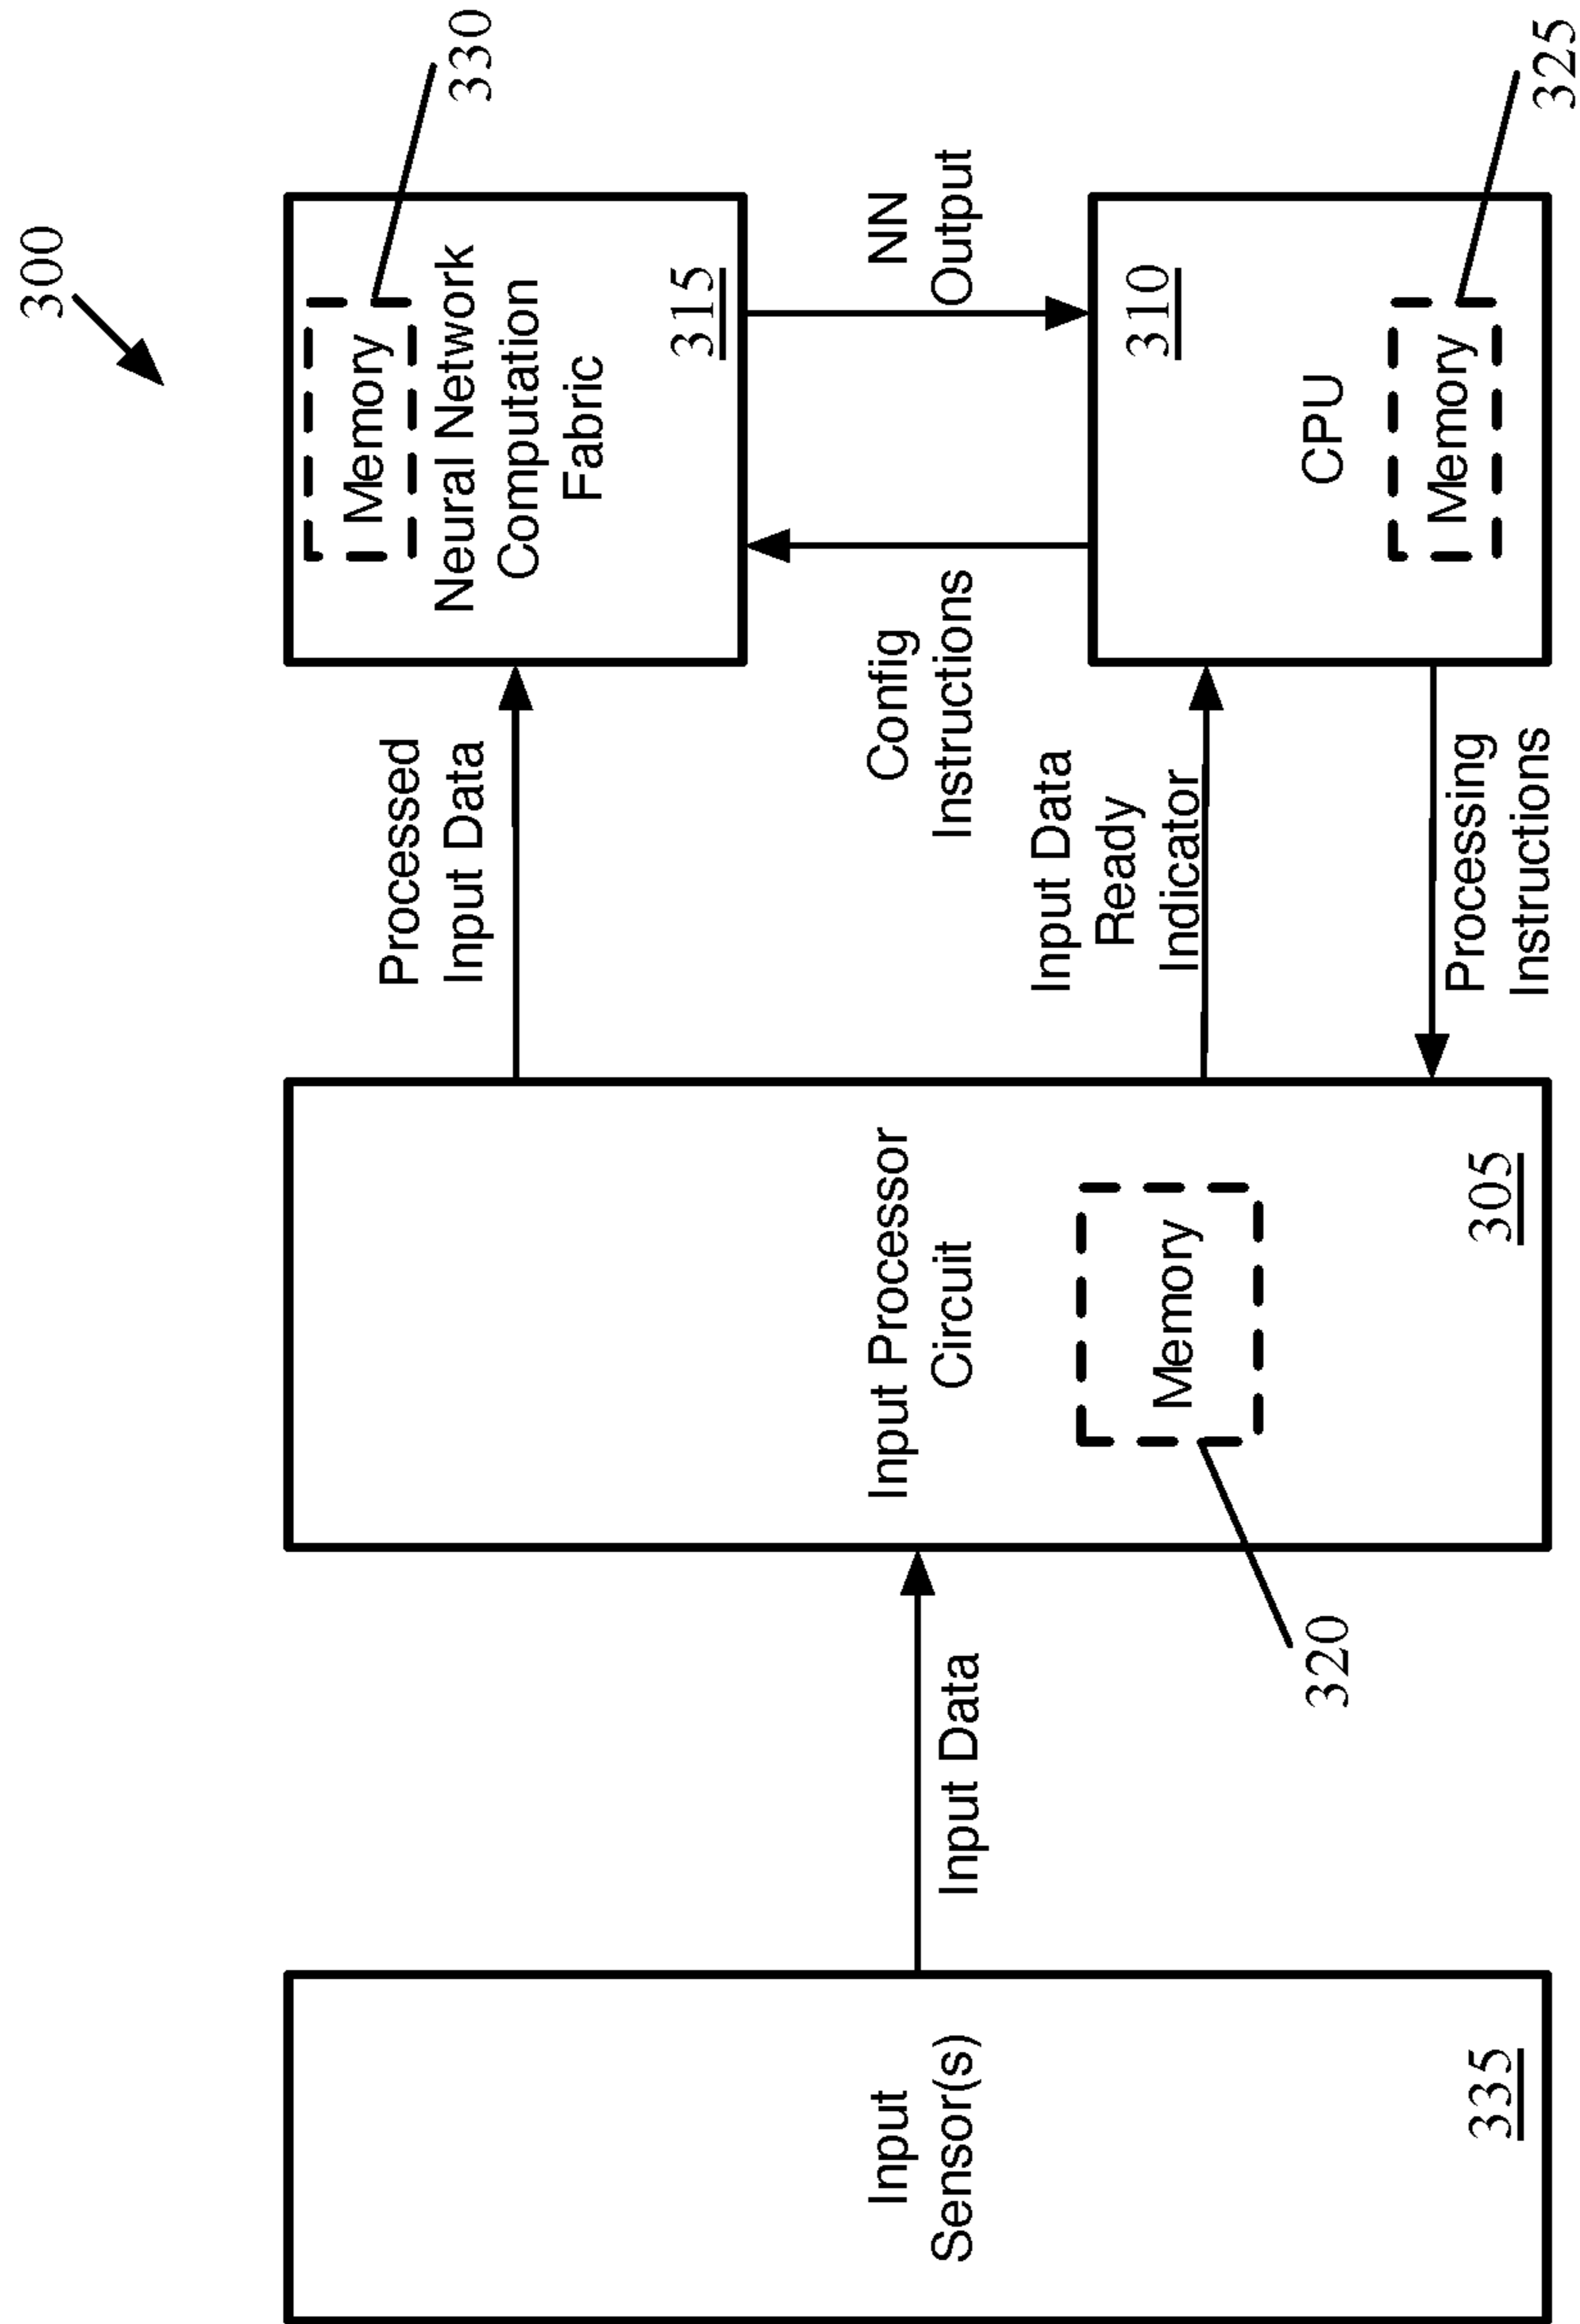 300
Input
Sensor(s)
335
Input Data
Input Processor
Circuit
Memory
320
305
Processed
Input Data
Input Data
Ready
Indicator
Processing
Instructions
Memory
330
Neural Network
Computation
Fabric
315
Config
Instructions
NN
Output
310
CPU
Memory
325